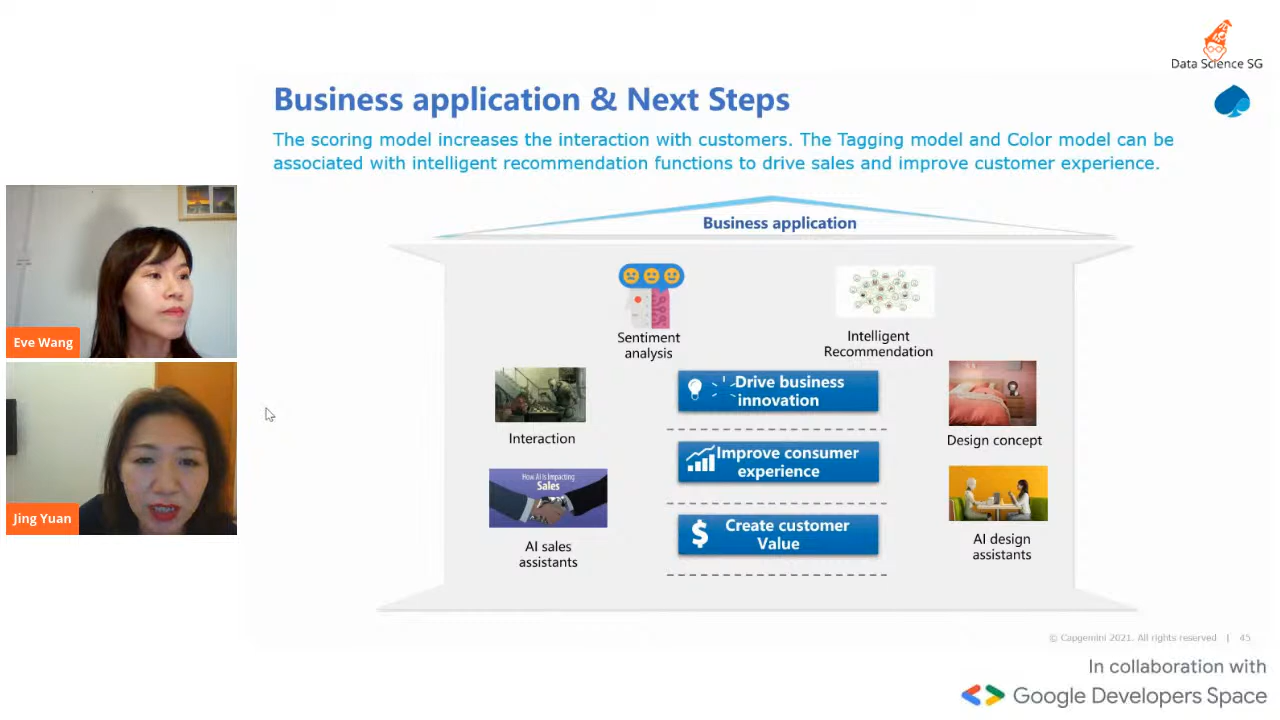 Data Science SG
Business application & Next Steps
The scoring model increases the interaction with customers. The Tagging model and Color model can be
associated with intelligent recommendation functions to drive sales and improve customer experience.
Business application
Sentiment
analysis
Intelligent
Recommendation
Drive business
innovation
Interaction
Design concept
Improve consumer
experience
How AI is Impacting
Sales
AI sales
assistants
Create customer
Value
AI design
assistants
Eve Wang
Jing Yuan
© Capgemini 2021. All rights reserved | 45
In collaboration with
Google Developers Space